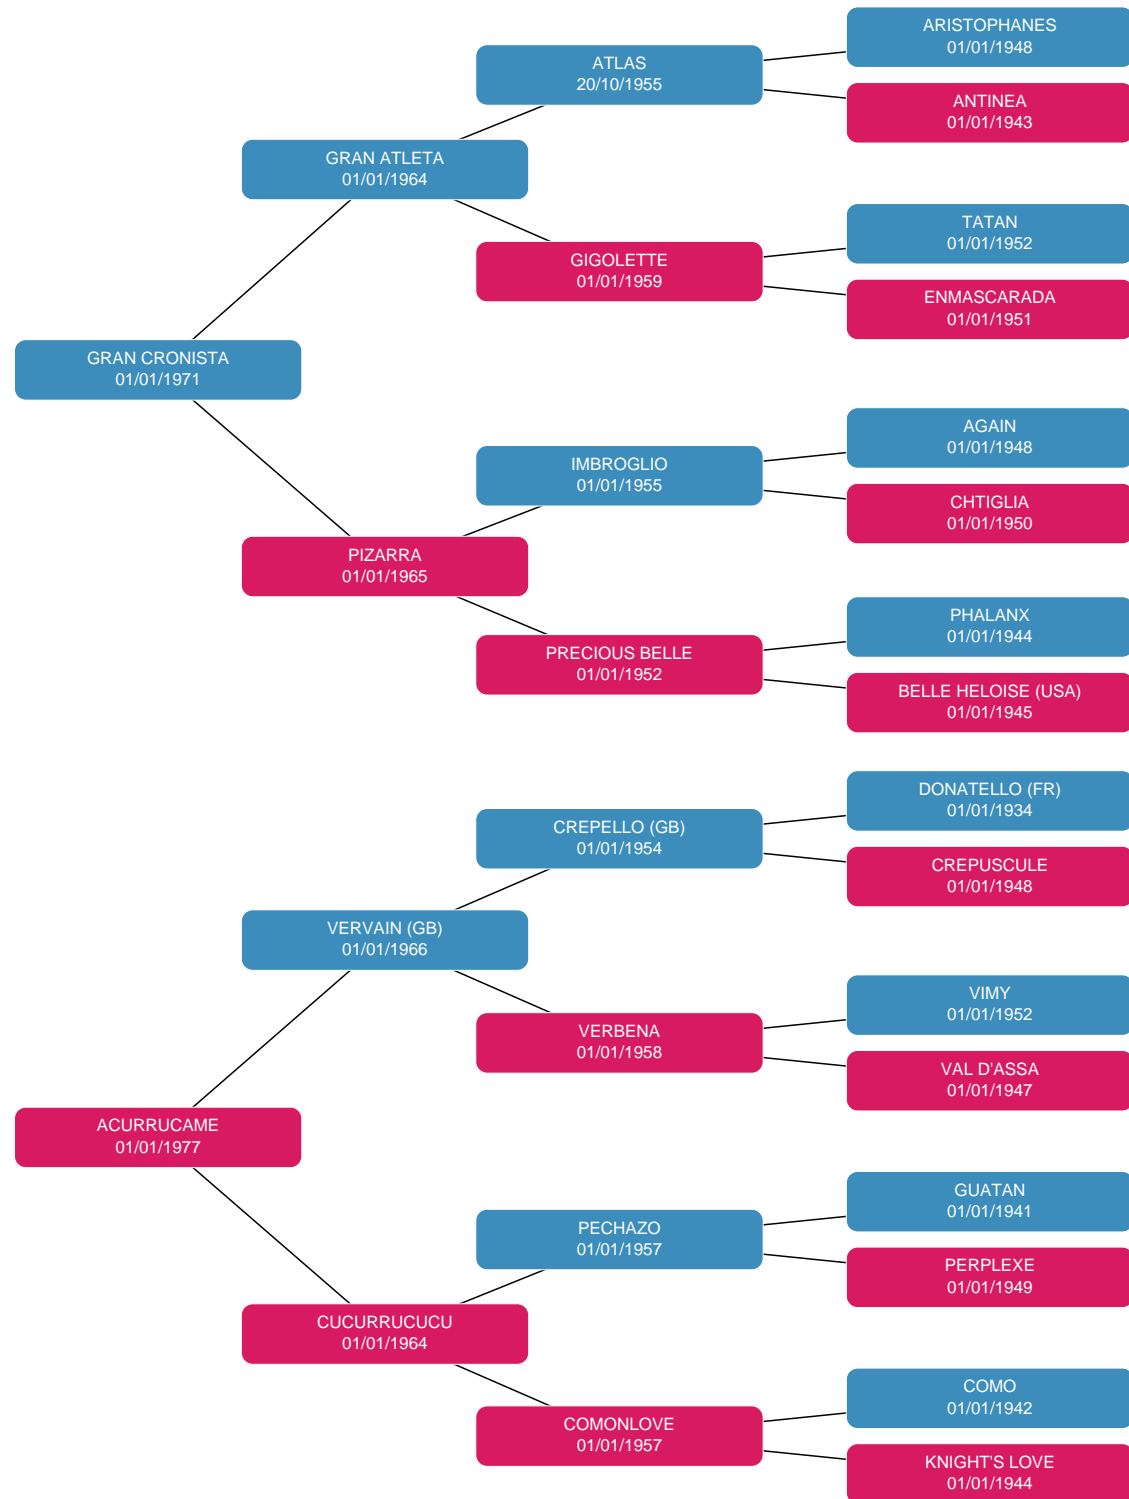 ARISTOPHANES
01/01/1948
ATLAS
20/10/1955
ANTINEA
01/01/1943
GRAN ATLETA
01/01/1964
TATAN
01/01/1952
GIGOLETTE
01/01/1959
ENMASCARADA
01/01/1951
GRAN CRONISTA
01/01/1971
AGAIN
01/01/1948
IMBROGLIO
01/01/1955
CHTIGLIA
01/01/1950
PIZARRA
01/01/1965
PHALANX
01/01/1944
PRECIOUS BELLE
01/01/1952
BELLE HELOISE (USA)
01/01/1945
DONATELLO (FR)
01/01/1934
CREPELLO (GB)
01/01/1954
CREPUSCULE
01/01/1948
VERVAIN (GB)
01/01/1966
VIMY
01/01/1952
VERBENA
01/01/1958
VAL D'ASSA
01/01/1947
ACURRUCAME
01/01/1977
GUATAN
01/01/1941
PECHAZO
01/01/1957
PERPLEXE
01/01/1949
CUCURRUCUCU
01/01/1964
COMO
01/01/1942
COMONLOVE
01/01/1957
KNIGHT'S LOVE
01/01/1944